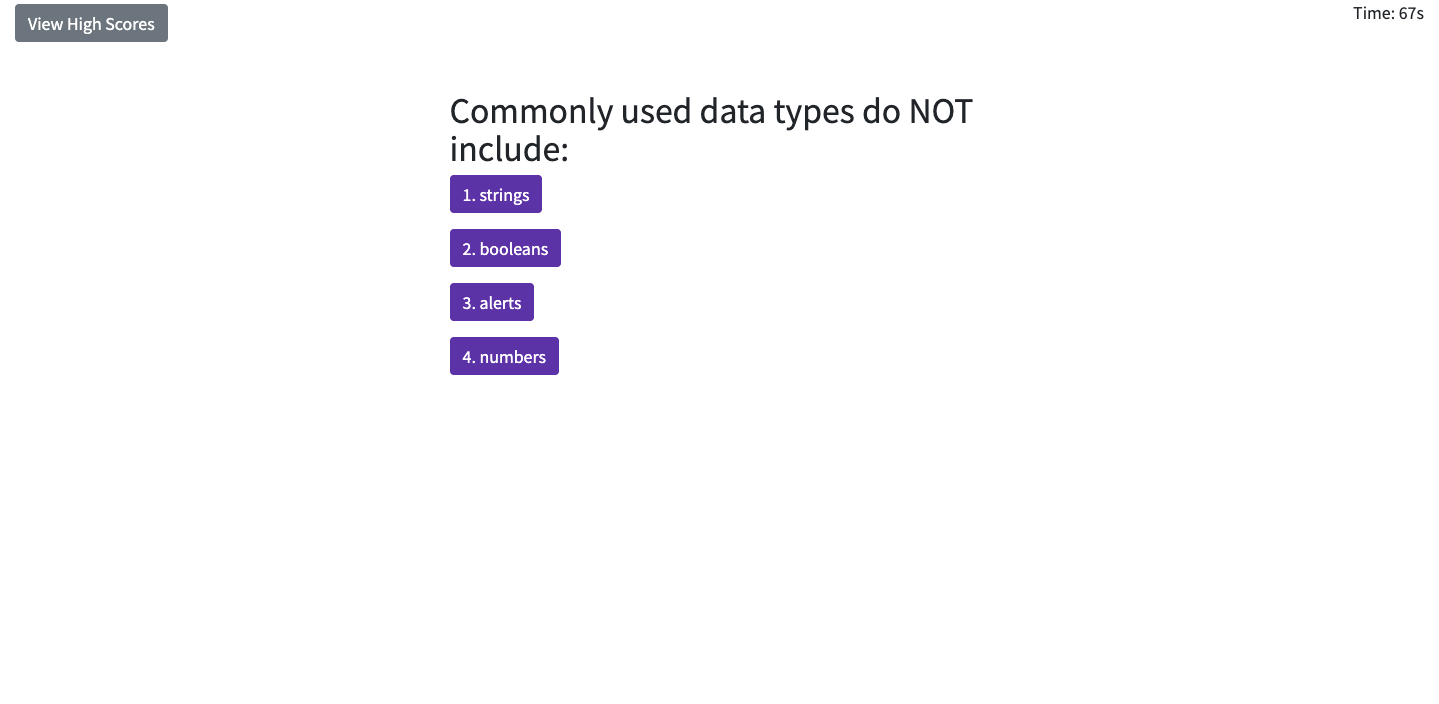 View High Scores
Time: 67s
Commonly used data types do NOT
include:
1. strings
2. booleans
3. alerts
4. numbers